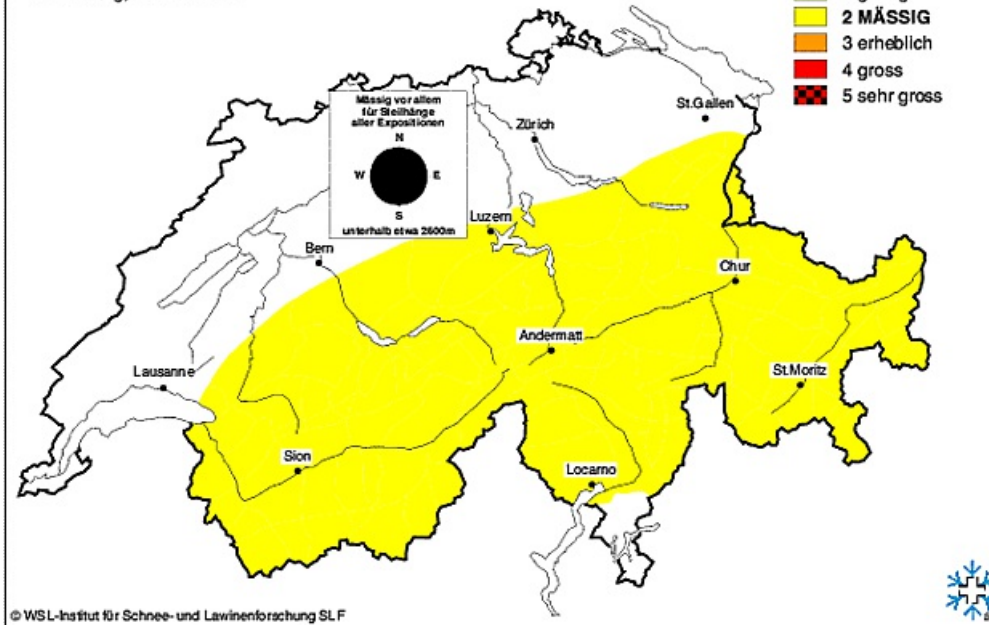 2 MÄSSIG
3 erheblich
4 gross
5 sehr gross
St.Gallen
Mässig vor allem
für Steilhänge
aller Expositionen
N
W E
S
unterhalb etwa 2600m
Zürich
Luzern
Bern
Chur
Andermatt
Lausanne
St.Moritz
Sion
Locarno
© WSL-Institut für Schnee- und Lawinenforschung SLF